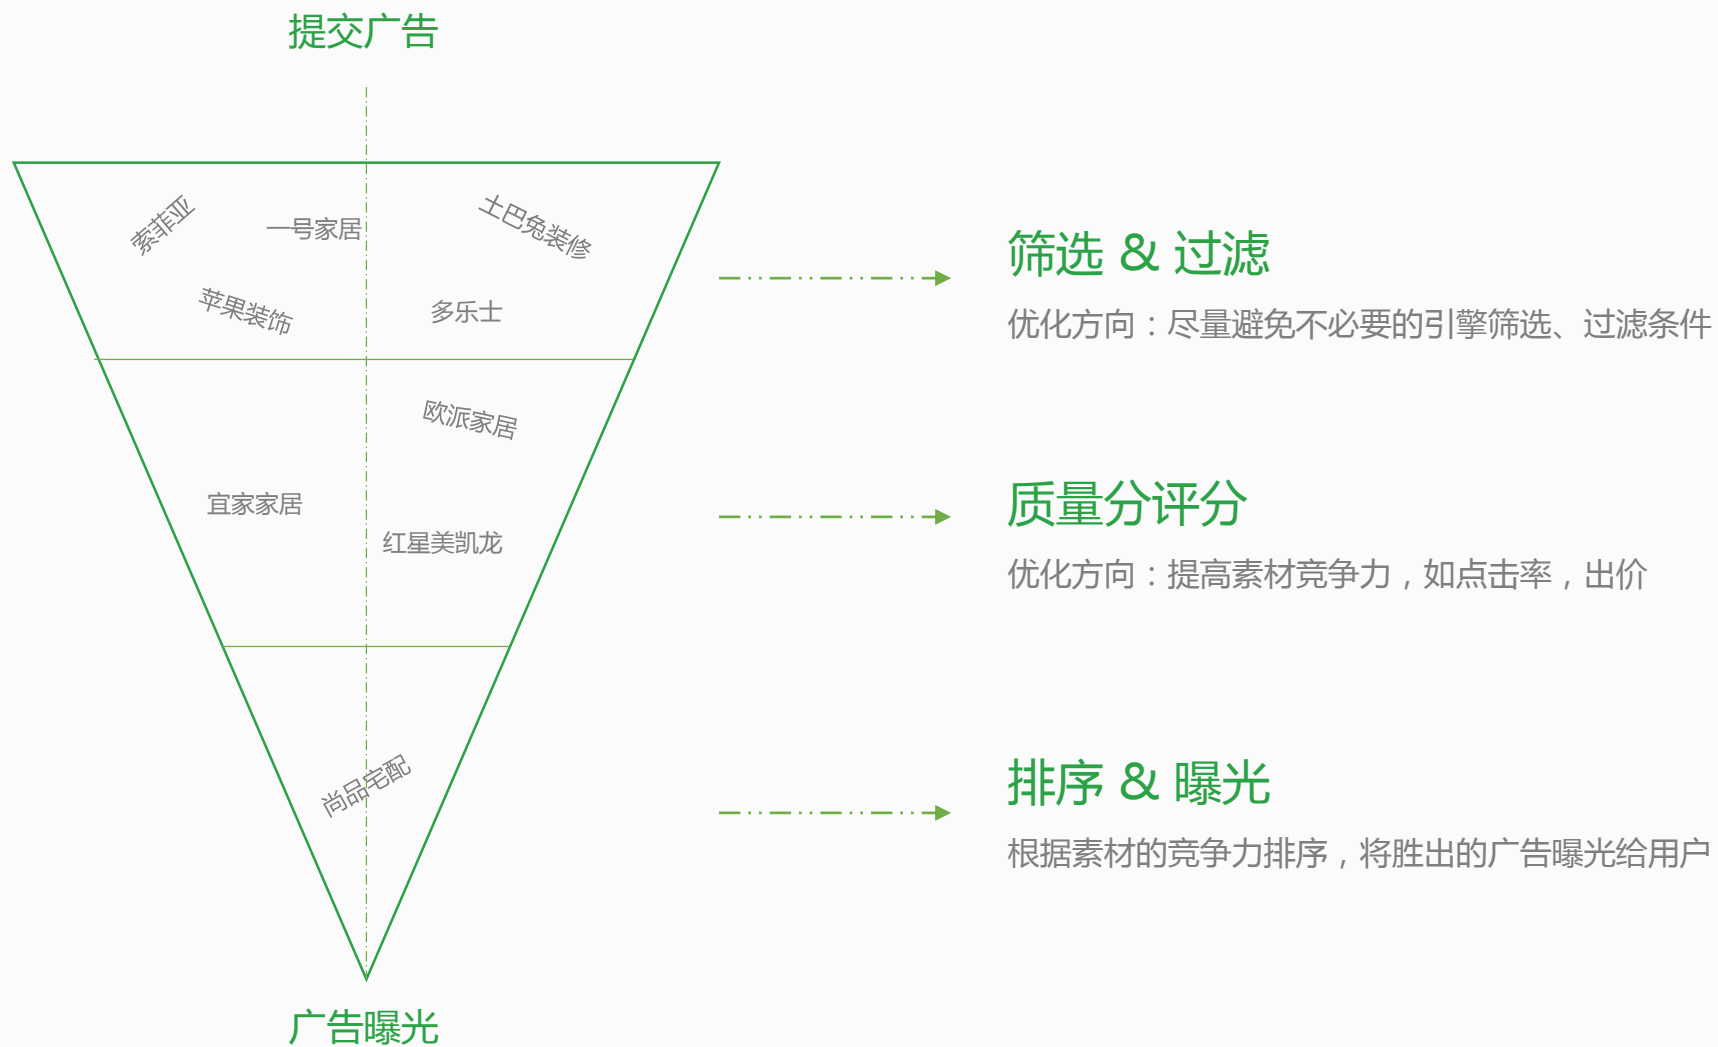 提交广告
索菲亚
一号家居
土巴兔装修
苹果装饰
多乐士
筛选 & 过滤
优化方向：尽量避免不必要的引擎筛选、过滤条件
欧派家居
宜家家居
红星美凯龙
质量分评分
优化方向：提高素材竞争力，如点击率，出价
尚品宅配
排序 & 曝光
根据素材的竞争力排序，将胜出的广告曝光给用户
广告曝光